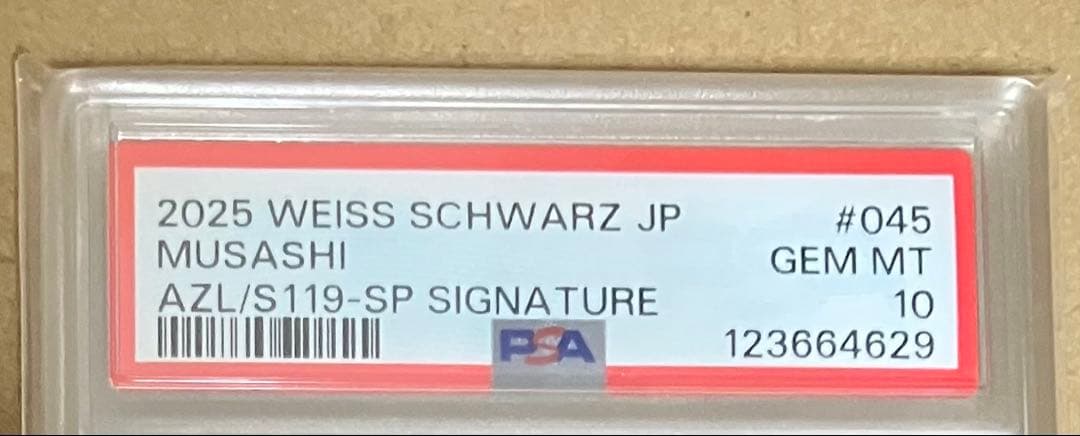 2025 WEISS SCHWARZ JP #045
MUSASHI GEM MT
AZL/S119-SP SIGNATURE 10
PSA 123664629